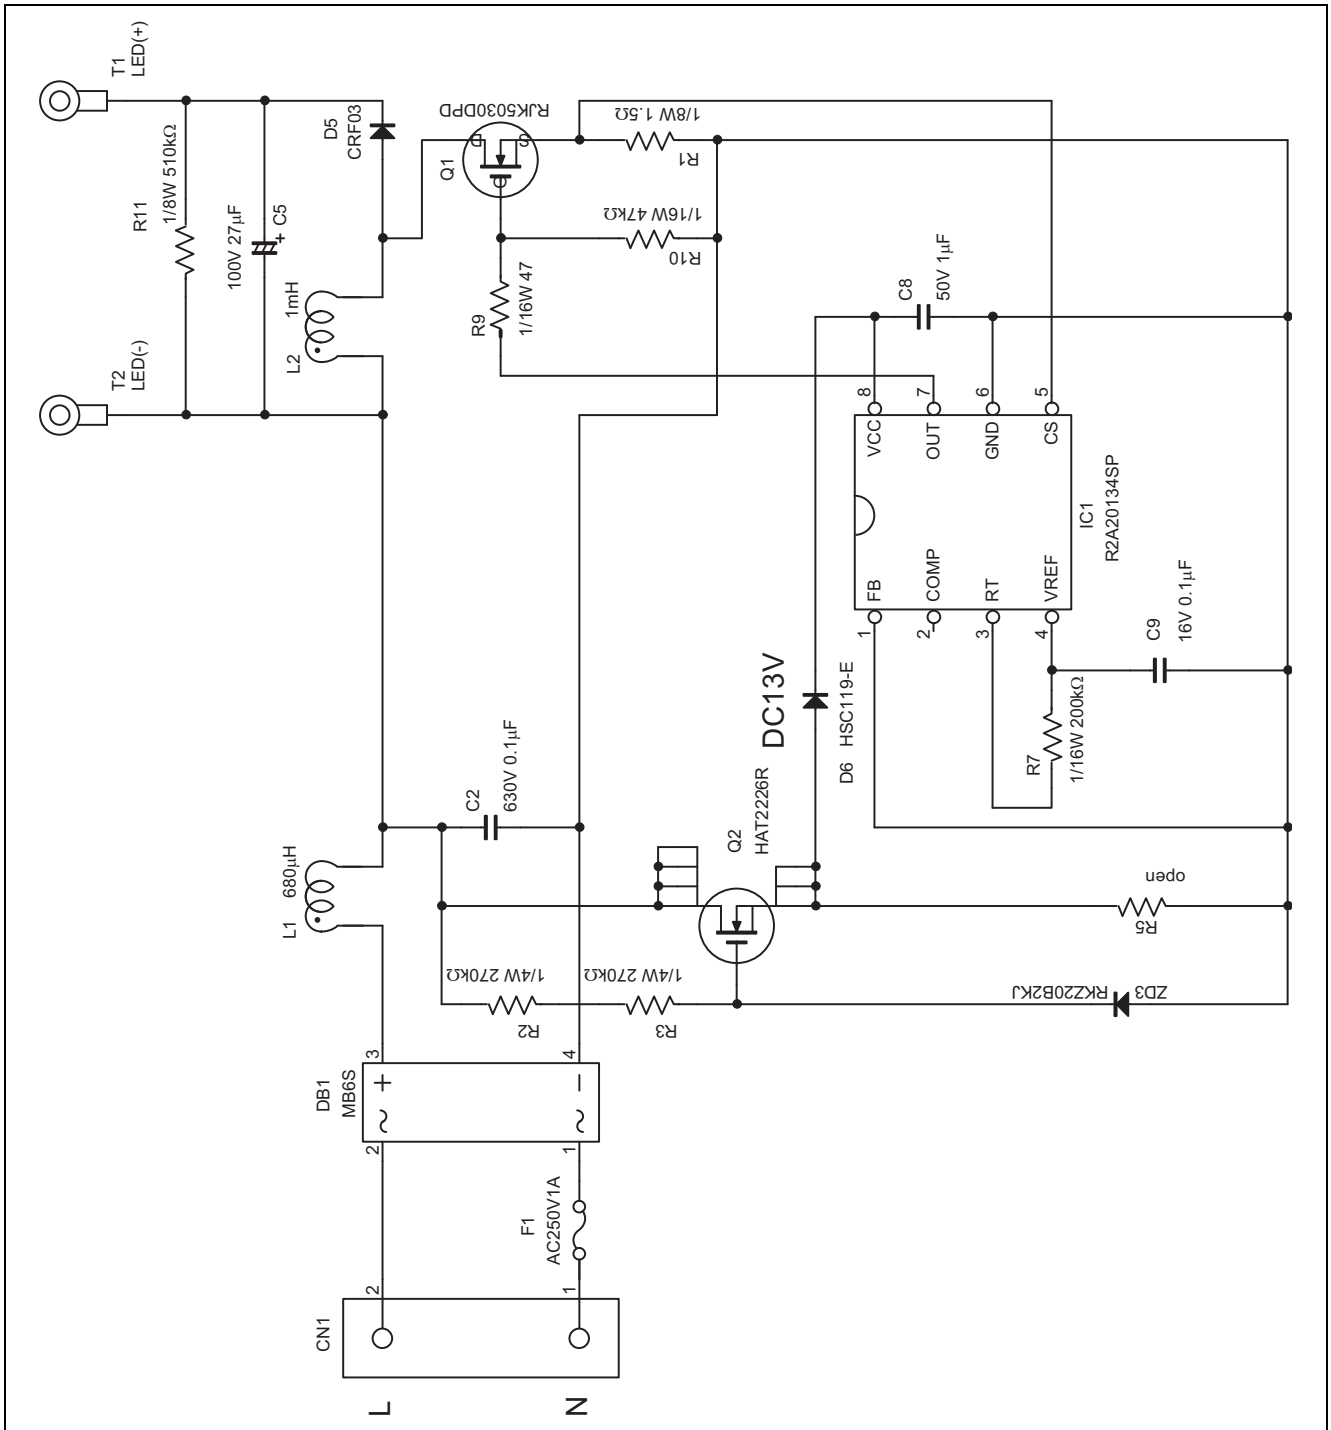 T1
LED(+)
R11
1/8W 510kΩ
100V 27µF
+ C5
D5
CRF03
T2
LED(-)
L2
1mH
Q1
RJK5030DPD
D
G
S
R1
1/8W 1.5Ω
R10
1/16W 47kΩ
R9
1/16W 47
C8
50V 1µF
8
7
6
5
VCC
OUT
GND
CS
IC1
R2A20134SP
FB
COMP
RT
VREF
1
2
3
4
C9
16V 0.1µF
R7
1/16W 200kΩ
DC13V
D6 HSC119-E
Q2
HAT2226R
C2
630V 0.1µF
L1
680µH
R2
1/4W 270kΩ
R3
1/4W 270kΩ
R5
open
ZD3
RKZ20B2KJ
DB1
MB6S
3
4
+
−
~
~
2
1
F1
AC250V1A
CN1
2
1
L
N